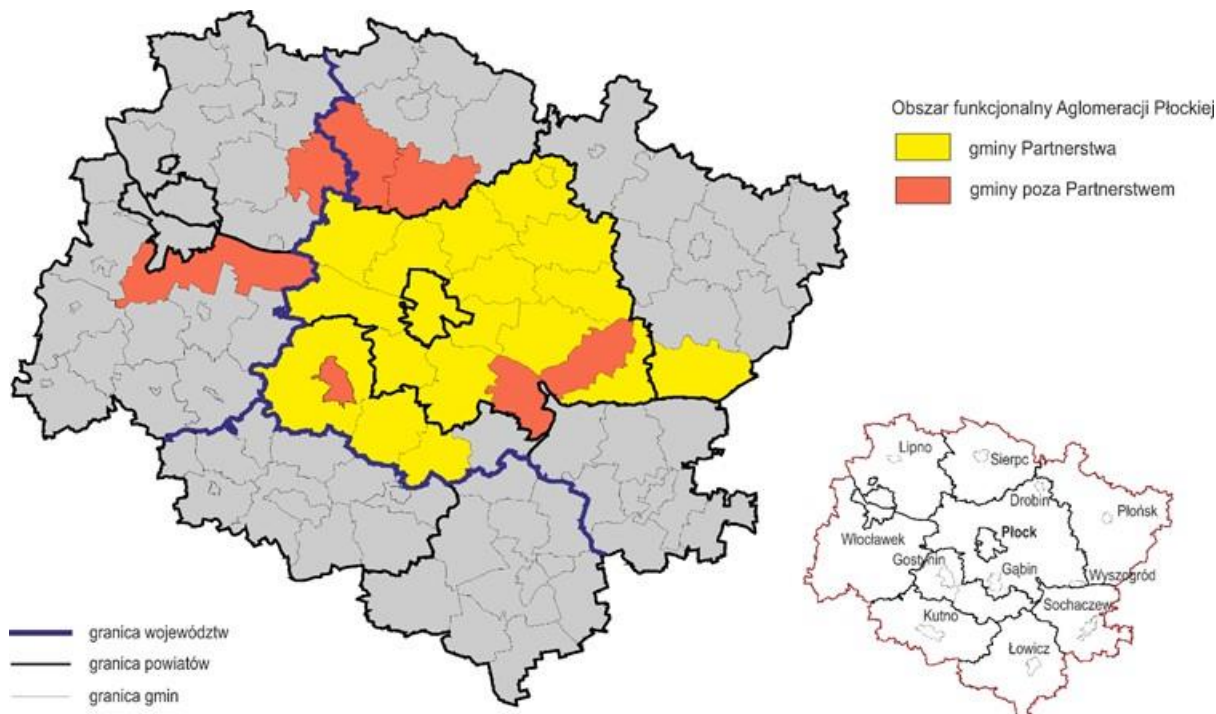 Obszar funkcjonalny Aglomeracji Płockiej
gminy Partnerstwa
gminy poza Partnerstwem
granica województw
granica powiatów
granica gmin
Lipno
Sierpc
Drobin
Płońsk
Płock
Włocławek
Gostynin
Gąbin
Wyszogród
Sochaczew
Kutno
Łowicz